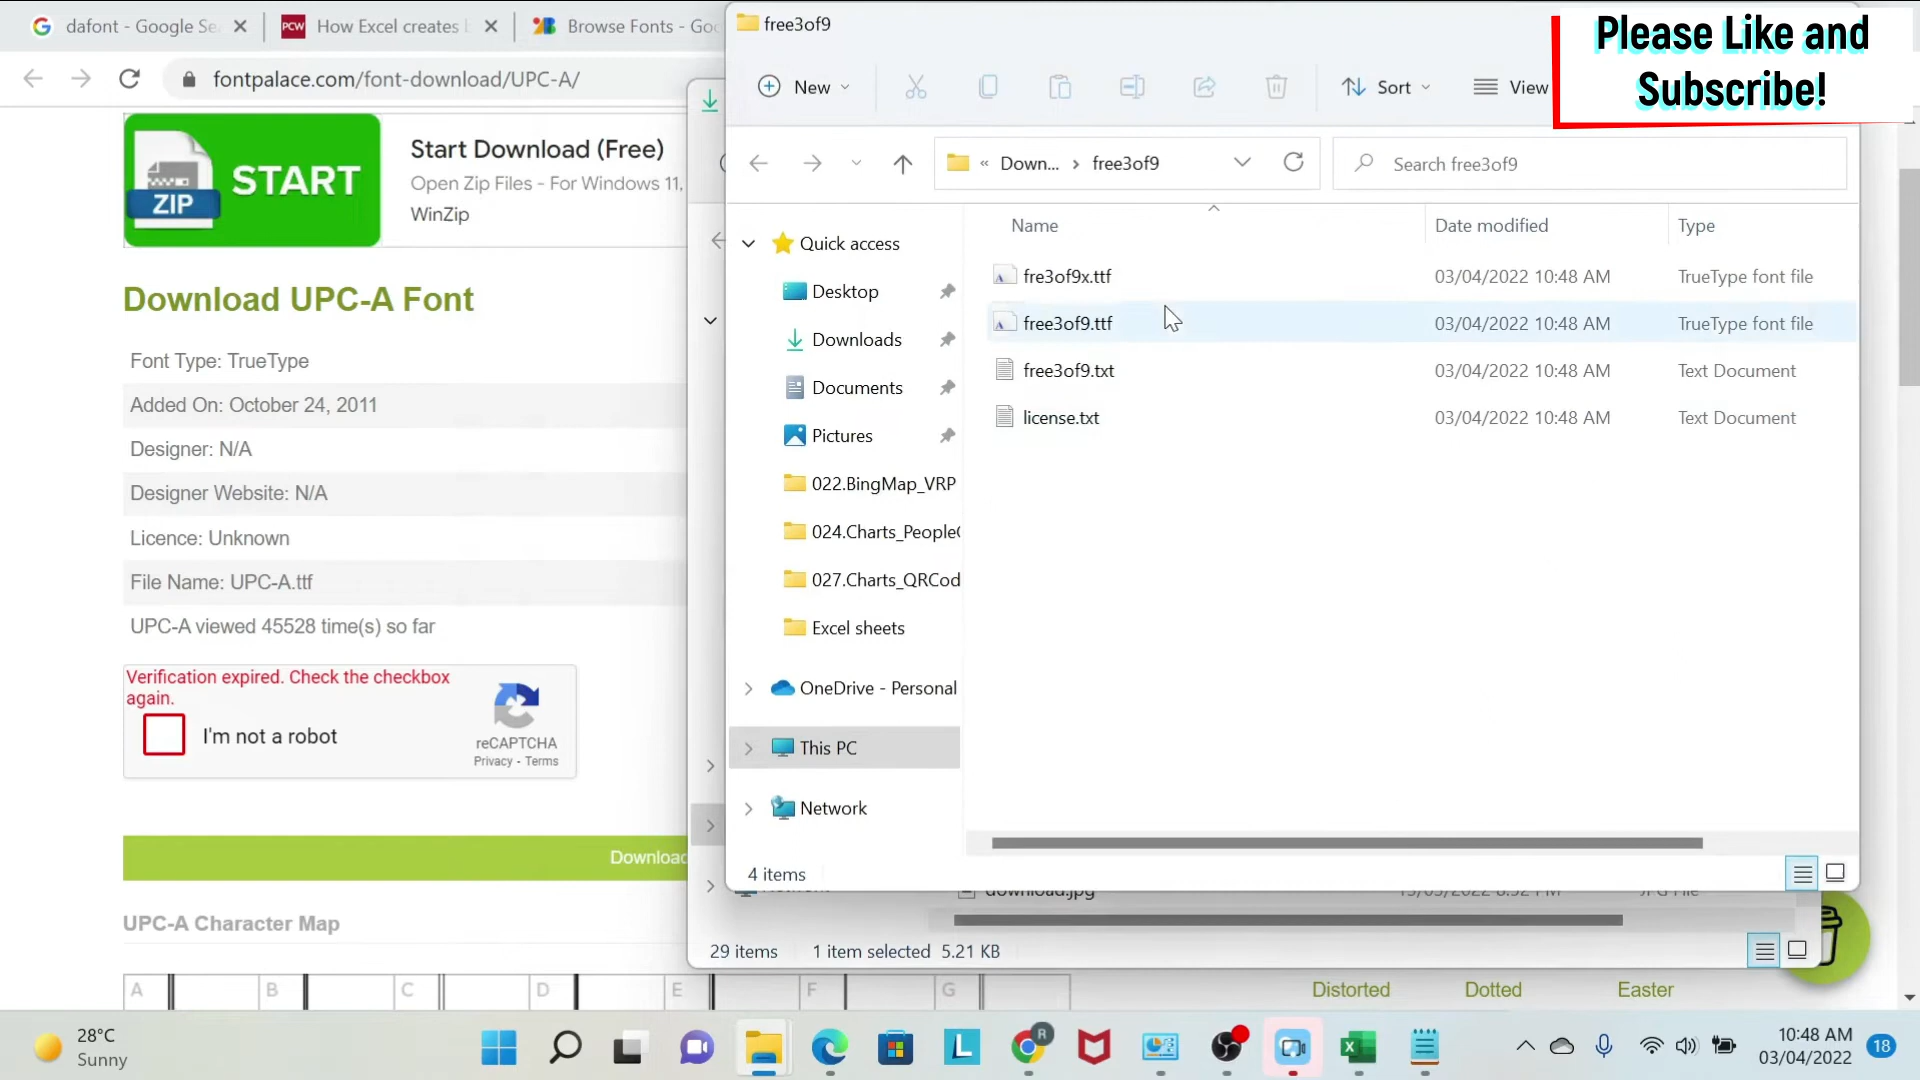 dafont - Google Se
PCW
How Excel creates
Browse Fonts - Goo
free3of9
Please Like and
Subscribe!
fontpalace.com/font-download/UPC-A/
New
Sort
View
« Down... › free3of9
Search free3of9
START
ZIP
Start Download (Free)
Open Zip Files - For Windows 11,
WinZip
Download UPC-A Font
Font Type: TrueType
Added On: October 24, 2011
Designer: N/A
Designer Website: N/A
Licence: Unknown
File Name: UPC-A.ttf
UPC-A viewed 45528 time(s) so far
Verification expired. Check the checkbox
again.
I'm not a robot
reCAPTCHA
Privacy - Terms
Download
UPC-A Character Map
A B C D E F G
Quick access
Desktop
Downloads
Documents
Pictures
022.BingMap_VRP
024.Charts_People
027.Charts_QRCod
Excel sheets
OneDrive - Personal
This PC
Network
Name Date modified Type
fre3of9x.ttf 03/04/2022 10:48 AM TrueType font file
free3of9.ttf 03/04/2022 10:48 AM TrueType font file
free3of9.txt 03/04/2022 10:48 AM Text Document
license.txt 03/04/2022 10:48 AM Text Document
4 items
download.jpg
29 items 1 item selected 5.21 KB
Distorted Dotted Easter
28°C
Sunny
L
R
10:48 AM
03/04/2022
18